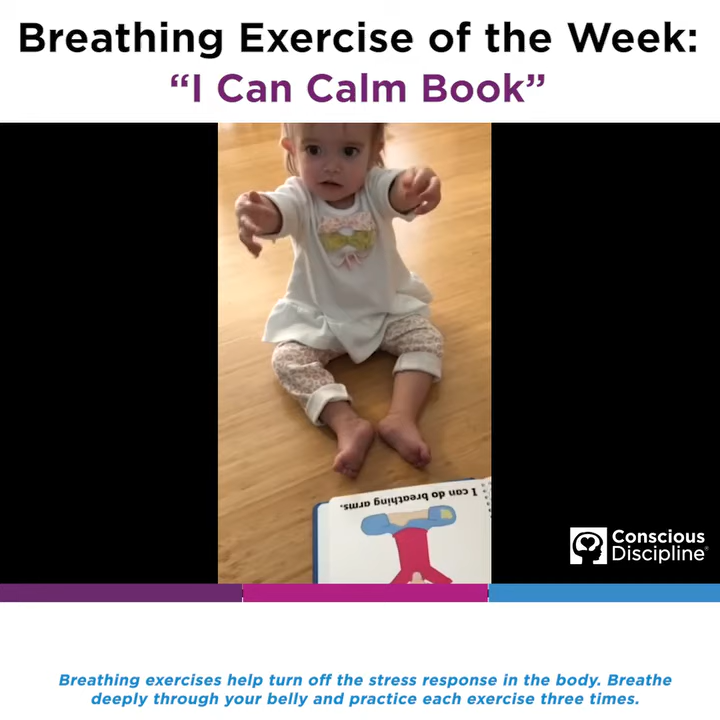 Breathing Exercise of the Week:
“I Can Calm Book”
I can do breathing arms.
Conscious
Discipline®
Breathing exercises help turn off the stress response in the body. Breathe
deeply through your belly and practice each exercise three times.